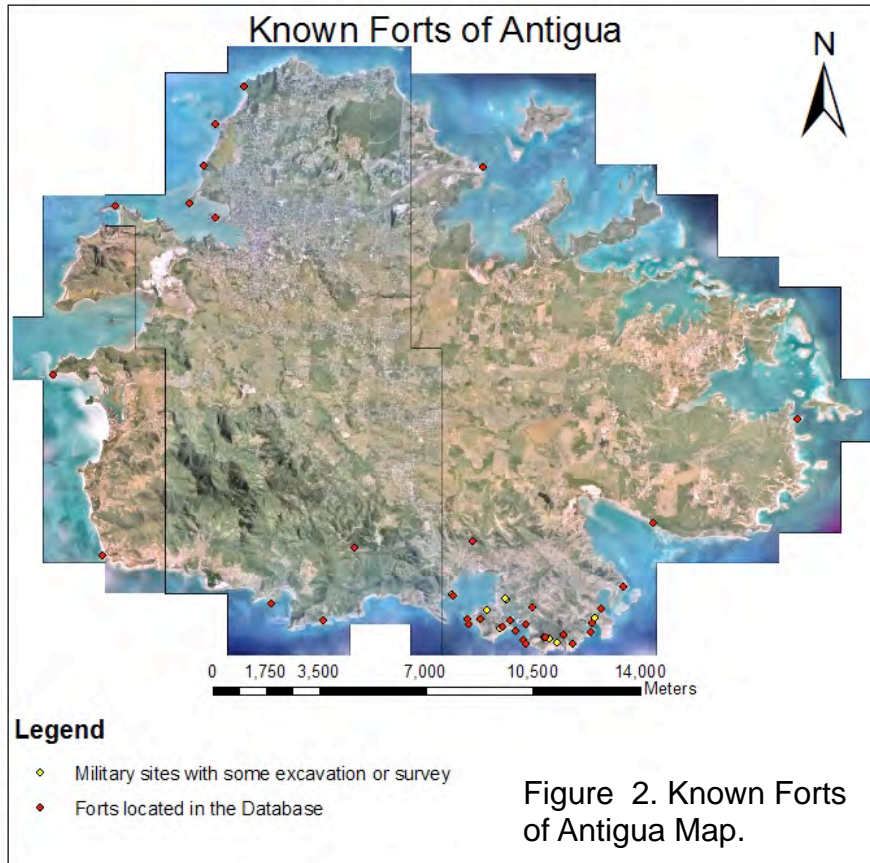 Known Forts of Antigua
N
0 1,750 3,500 7,000 10,500 14,000
Meters
Legend
Military sites with some excavation or survey
Forts located in the Database
Figure 2. Known Forts
of Antigua Map.